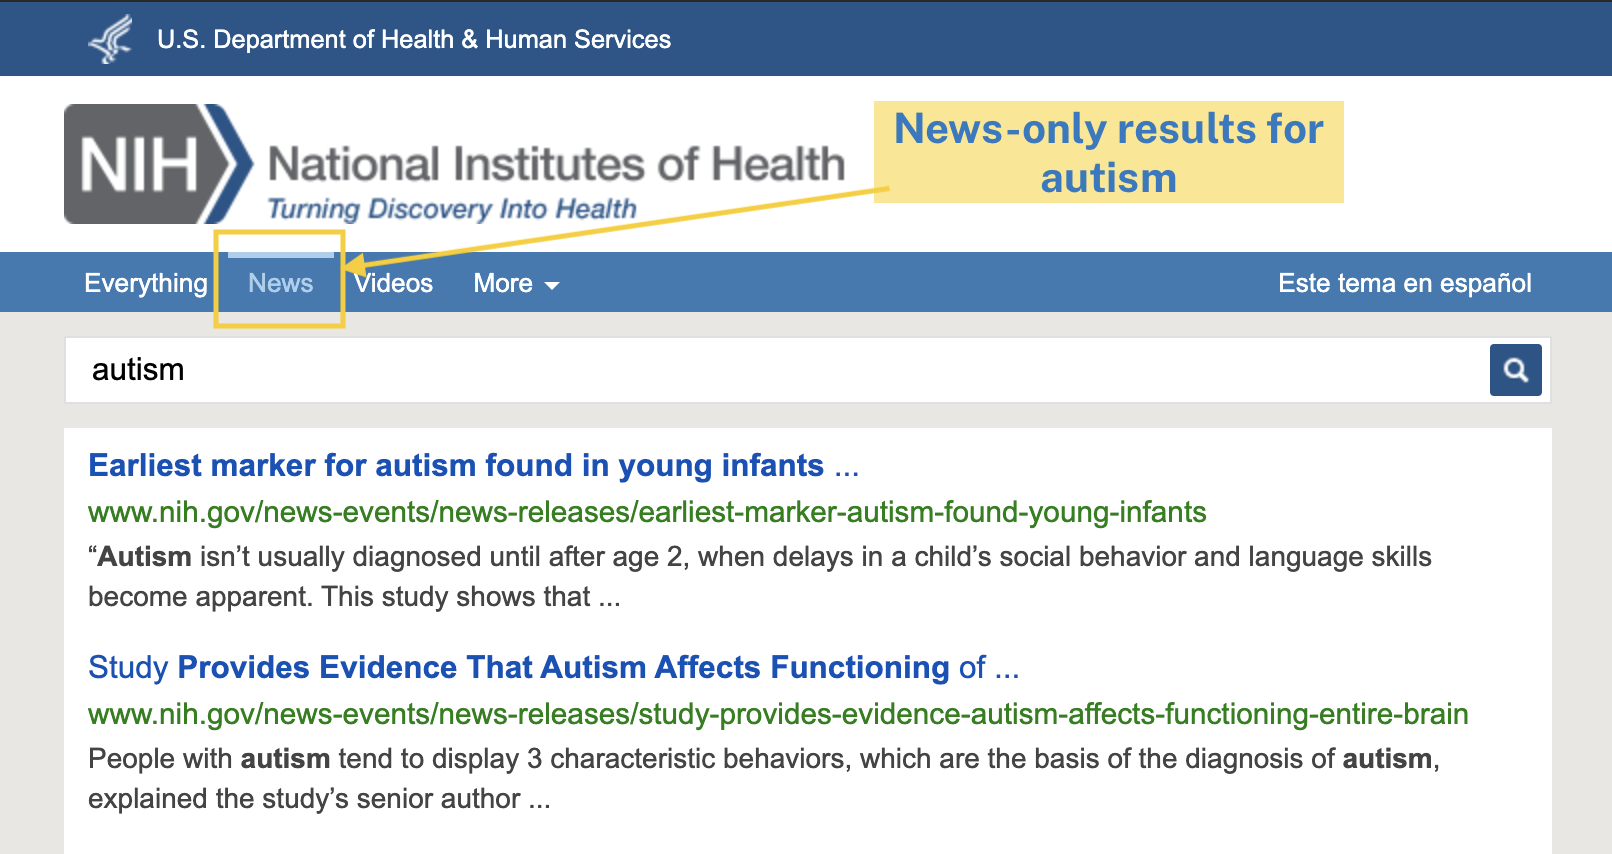 U.S. Department of Health & Human Services
NIH
National Institutes of Health
Turning Discovery Into Health
News-only results for
autism
Everything News Videos More Este tema en español
autism
Earliest marker for autism found in young infants ...
www.nih.gov/news-events/news-releases/earliest-marker-autism-found-young-infants
“Autism isn’t usually diagnosed until after age 2, when delays in a child’s social behavior and language skills
become apparent. This study shows that ...
Study Provides Evidence That Autism Affects Functioning of ...
www.nih.gov/news-events/news-releases/study-provides-evidence-autism-affects-functioning-entire-brain
People with autism tend to display 3 characteristic behaviors, which are the basis of the diagnosis of autism,
explained the study’s senior author ...